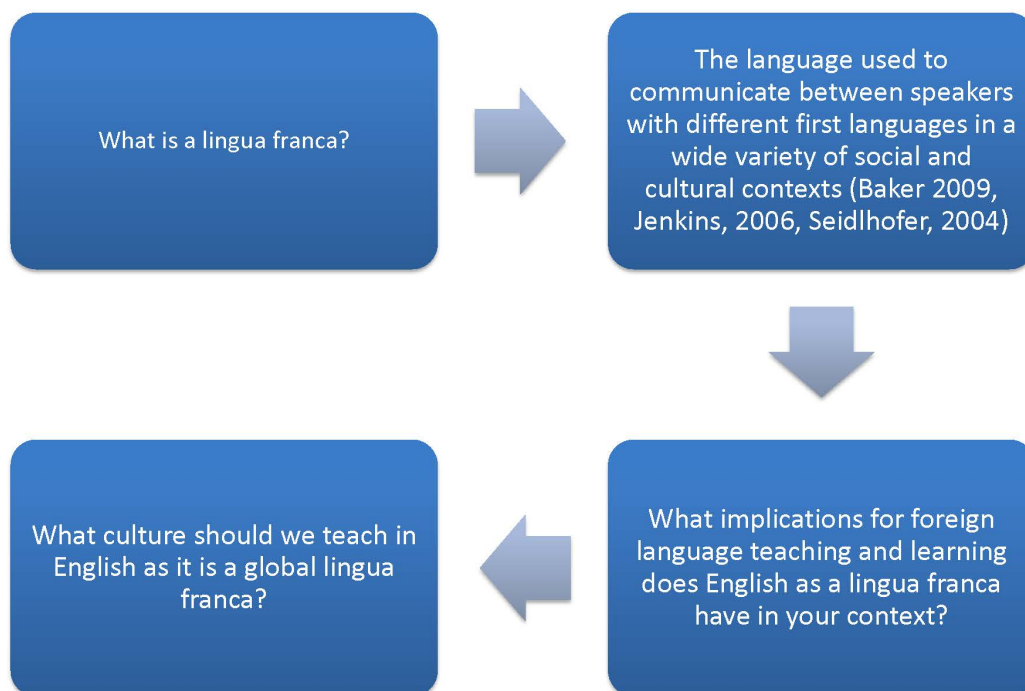 What is a lingua franca?
The language used to
communicate between speakers
with different first languages in a
wide variety of social and
cultural contexts (Baker 2009,
Jenkins, 2006, Seidlhofer, 2004)
What implications for foreign
language teaching and learning
does English as a lingua franca
have in your context?
What culture should we teach in
English as it is a global lingua
franca?